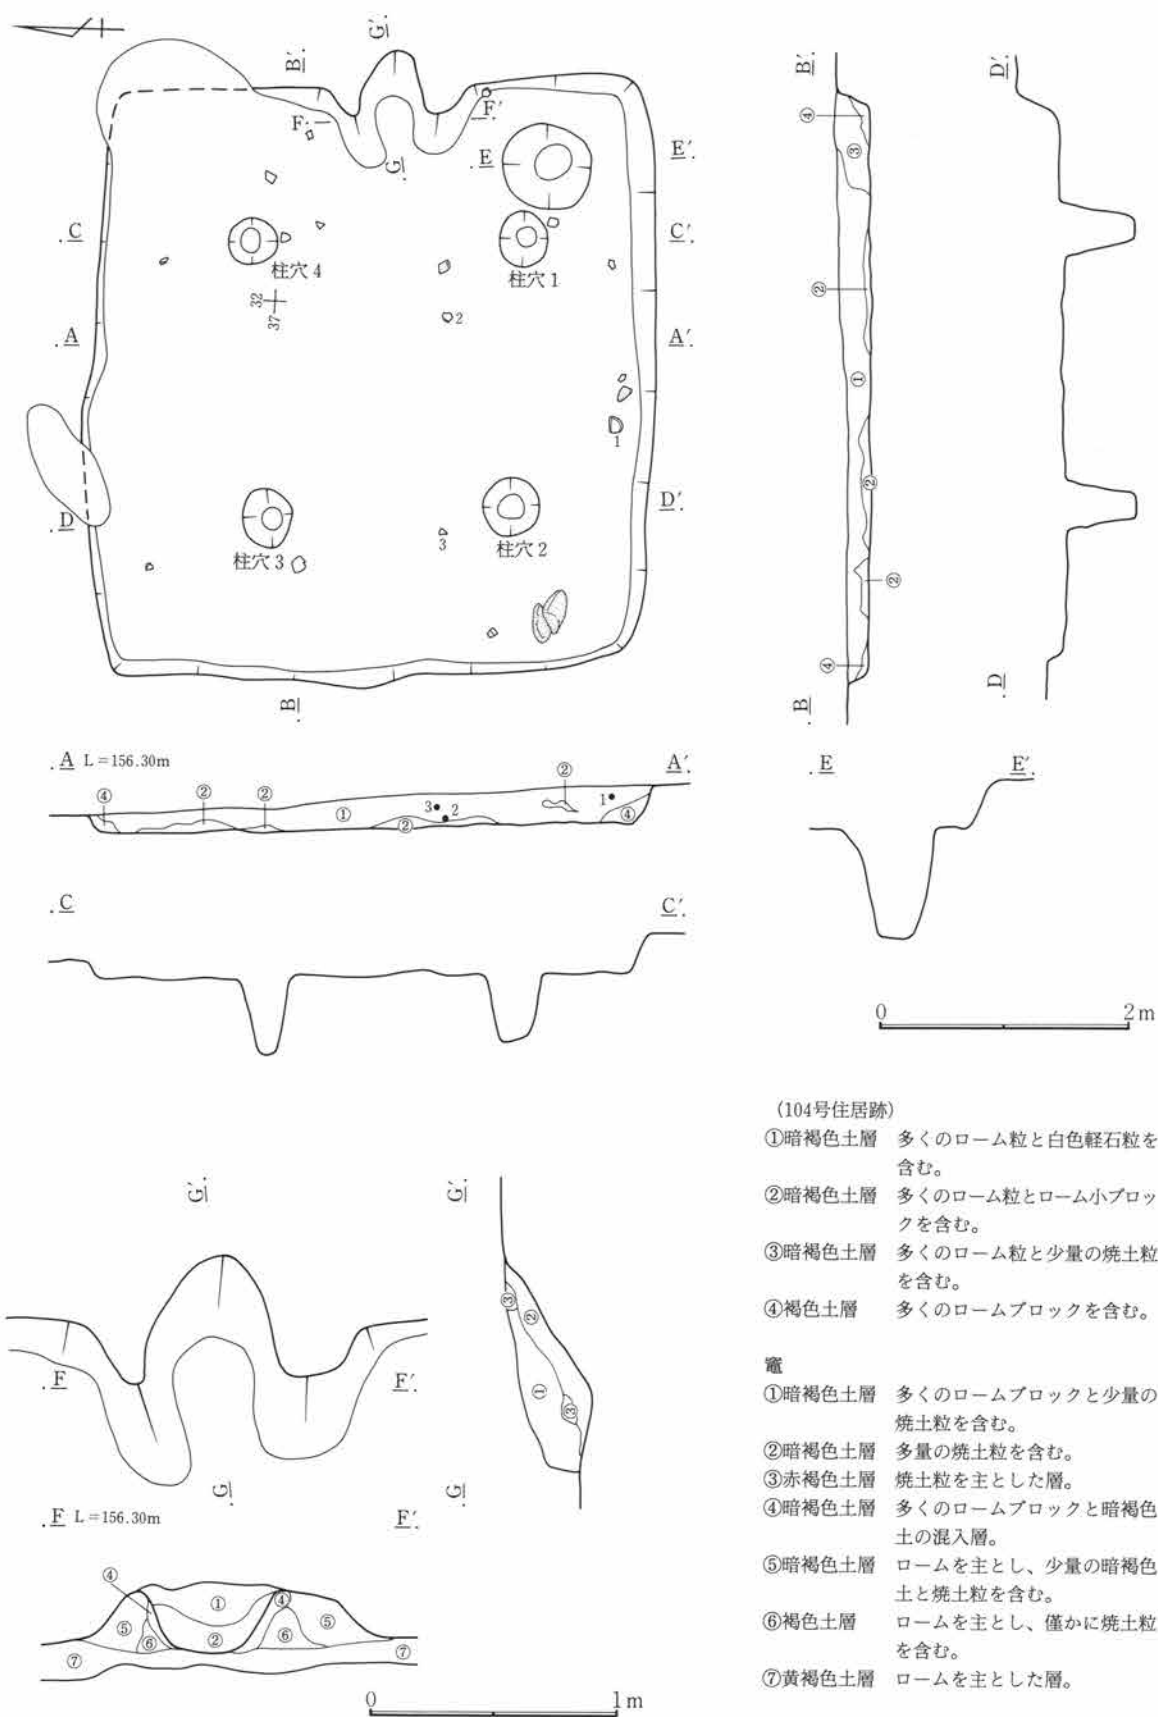 G′.
B′.
F
F′
G
E
E′.
C
C′.
柱穴 4
柱穴 1
32
37
2
A
A′.
1
D
D′.
柱穴 3
3
柱穴 2
B
B′.
④
③
②
①
②
②
④
B
D′.
D
A L=156.30m
A′.
④
②
②
①
3
2
②
②
1
④
E
E′.
C
C′.
0 2m
(104号住居跡)
①暗褐色土層 多くのローム粒と白色軽石粒を
含む。
②暗褐色土層 多くのローム粒とローム小ブロッ
クを含む。
③暗褐色土層 多くのローム粒と少量の焼土粒
を含む。
④褐色土層 多くのロームブロックを含む。
竈
①暗褐色土層 多くのロームブロックと少量の
焼土粒を含む。
②暗褐色土層 多量の焼土粒を含む。
③赤褐色土層 焼土粒を主とした層。
④暗褐色土層 多くのロームブロックと暗褐色
土の混入層。
⑤暗褐色土層 ロームを主とし、少量の暗褐色
土と焼土粒を含む。
⑥褐色土層 ロームを主とし、僅かに焼土粒
を含む。
⑦黄褐色土層 ロームを主とした層。
G′.
F
F′.
G
G′.
③
②
①
③
G
F L=156.30m
F′.
④
①
④
⑤
⑥
②
⑥
⑤
⑦
⑦
0 1m